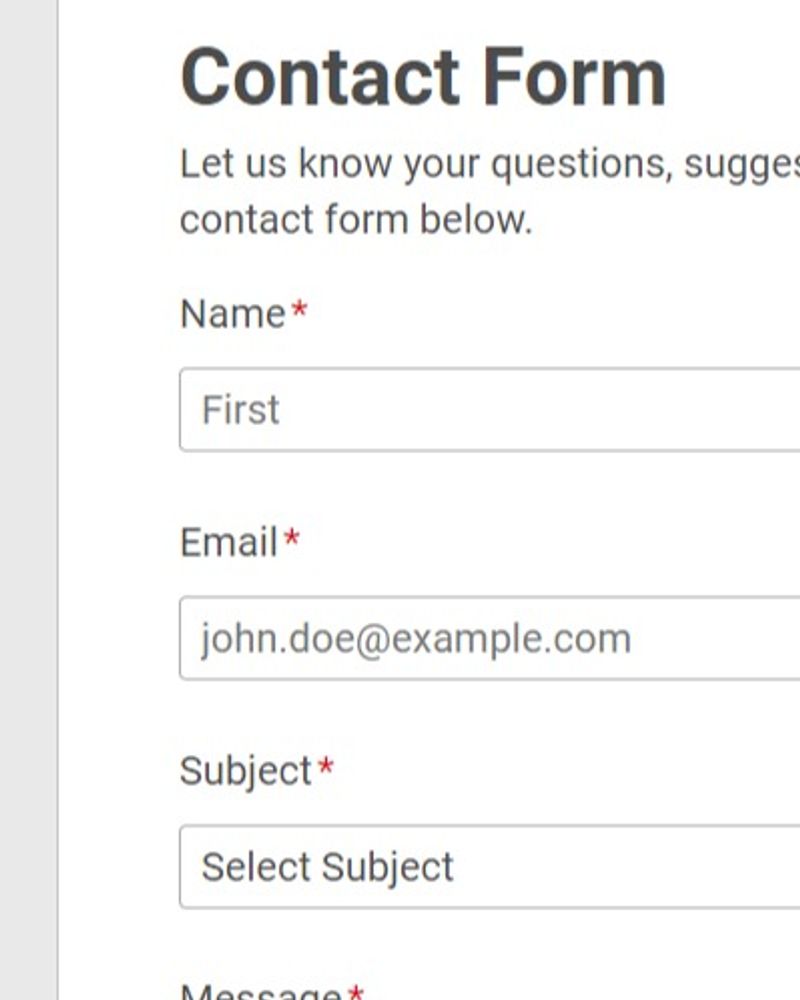 Contact Form
Let us know your questions, sugges
contact form below.
Name*
First
Email*
john.doe@example.com
Subject*
Select Subject
Message*